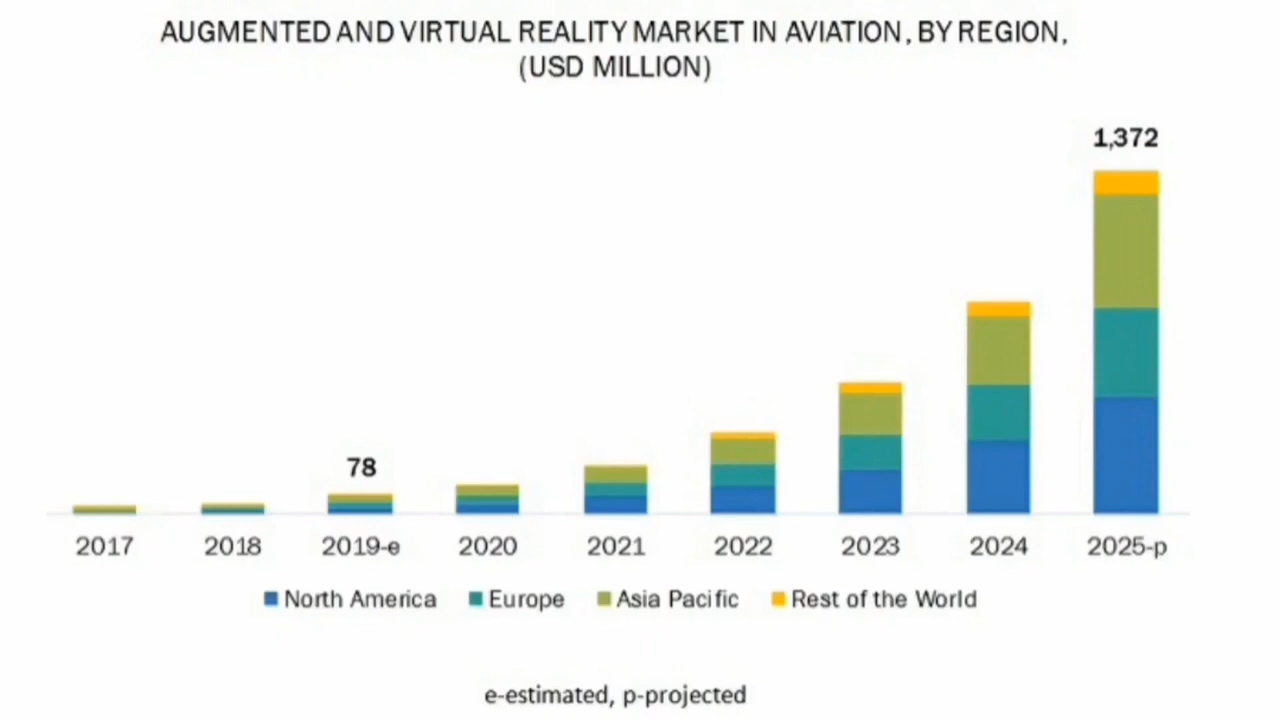 AUGMENTED AND VIRTUAL REALITY MARKET IN AVIATION, BY REGION,
(USD MILLION)
1,372
78
2017 2018 2019-e 2020 2021 2022 2023 2024 2025-p
North America Europe Asia Pacific Rest of the World
e-estimated, p-projected